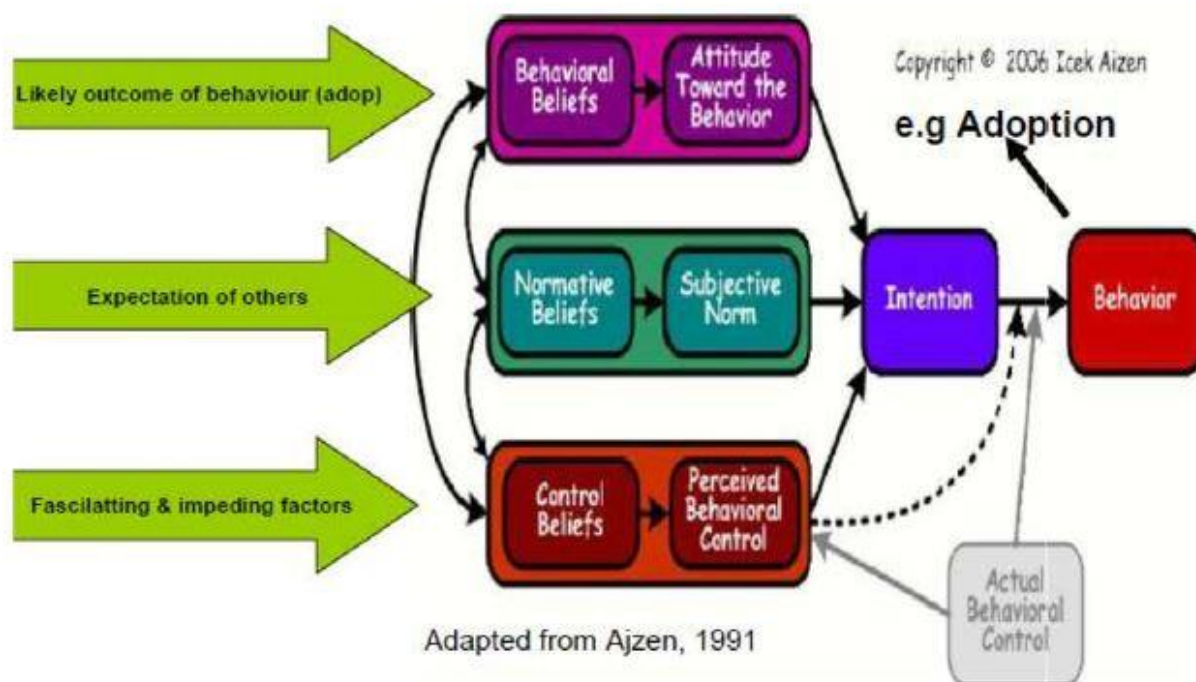 Likely outcome of behaviour (adop)
Behavioral
Beliefs
Attitude
Toward the
Behavior
Copyright © 2006 Icek Aizen
e.g Adoption
Expectation of others
Normative
Beliefs
Subjective
Norm
Intention
Behavior
Fascilatting & impeding factors
Control
Beliefs
Perceived
Behavioral
Control
Actual
Behavioral
Control
Adapted from Ajzen, 1991